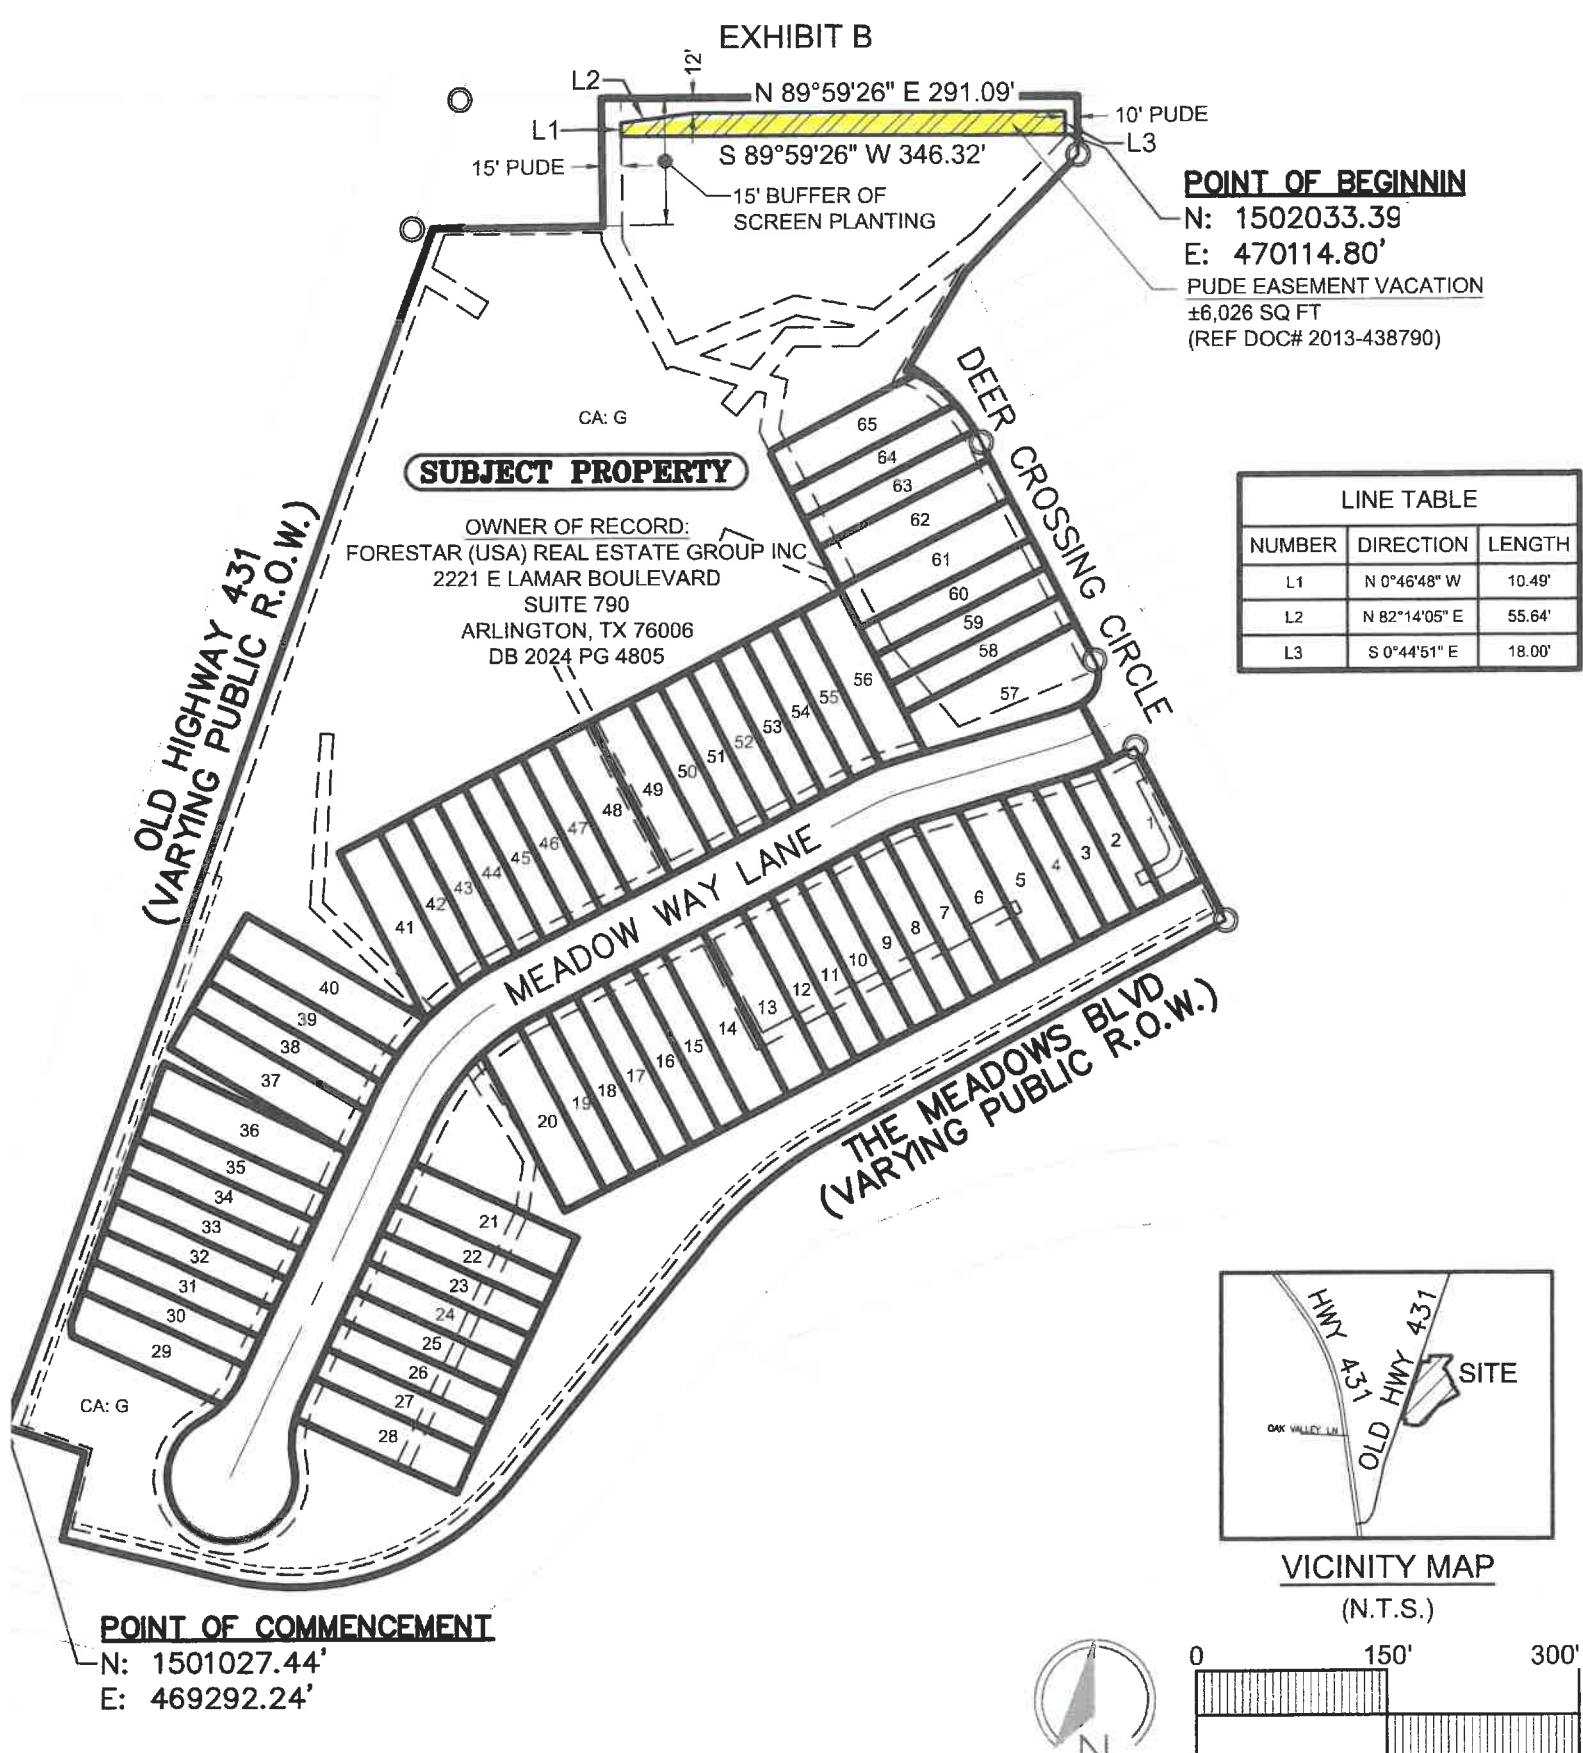 EXHIBIT B
12'
L2
N 89°59'26" E 291.09'
10' PUDE
L1
L3
S 89°59'26" W 346.32'
15' PUDE
15' BUFFER OF
SCREEN PLANTING
POINT OF BEGINNIN
N: 1502033.39
E: 470114.80'
PUDE EASEMENT VACATION
±6,026 SQ FT
(REF DOC# 2013-438790)
CA: G
SUBJECT PROPERTY
OWNER OF RECORD:
FORESTAR (USA) REAL ESTATE GROUP INC
2221 E LAMAR BOULEVARD
SUITE 790
ARLINGTON, TX 76006
DB 2024 PG 4805
OLD HIGHWAY 431
(VARYING PUBLIC R.O.W.)
DEER CROSSING CIRCLE
LINE TABLE
NUMBER DIRECTION LENGTH
L1 N 0°46'48" W 10.49'
L2 N 82°14'05" E 55.64'
L3 S 0°44'51" E 18.00'
65
64
63
62
61
60
59
58
57
56
55
54
53
52
51
50
49
48
47
46
45
44
43
42
41
MEADOW WAY LANE
1
2
3
4
5
6
7
8
9
10
11
12
13
14
15
16
17
18
19
20
40
39
38
37
36
35
34
33
32
31
30
29
21
22
23
24
25
26
27
28
THE MEADOWS BLVD
(VARYING PUBLIC R.O.W.)
CA: G
POINT OF COMMENCEMENT
N: 1501027.44'
E: 469292.24'
HWY 431
OLD HWY 431
SITE
OAK VALLEY LN
VICINITY MAP
(N.T.S.)
N
0 150' 300'